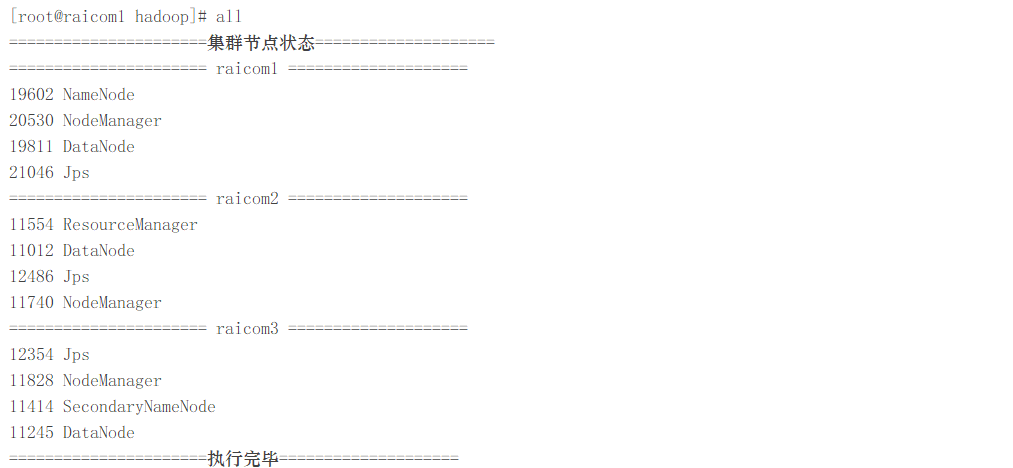 [root@raicom1 hadoop]# all
======================集群节点状态====================
====================== raicom1 ====================
19602 NameNode
20530 NodeManager
19811 DataNode
21046 Jps
====================== raicom2 ====================
11554 ResourceManager
11012 DataNode
12486 Jps
11740 NodeManager
====================== raicom3 ====================
12354 Jps
11828 NodeManager
11414 SecondaryNameNode
11245 DataNode
======================执行完毕====================